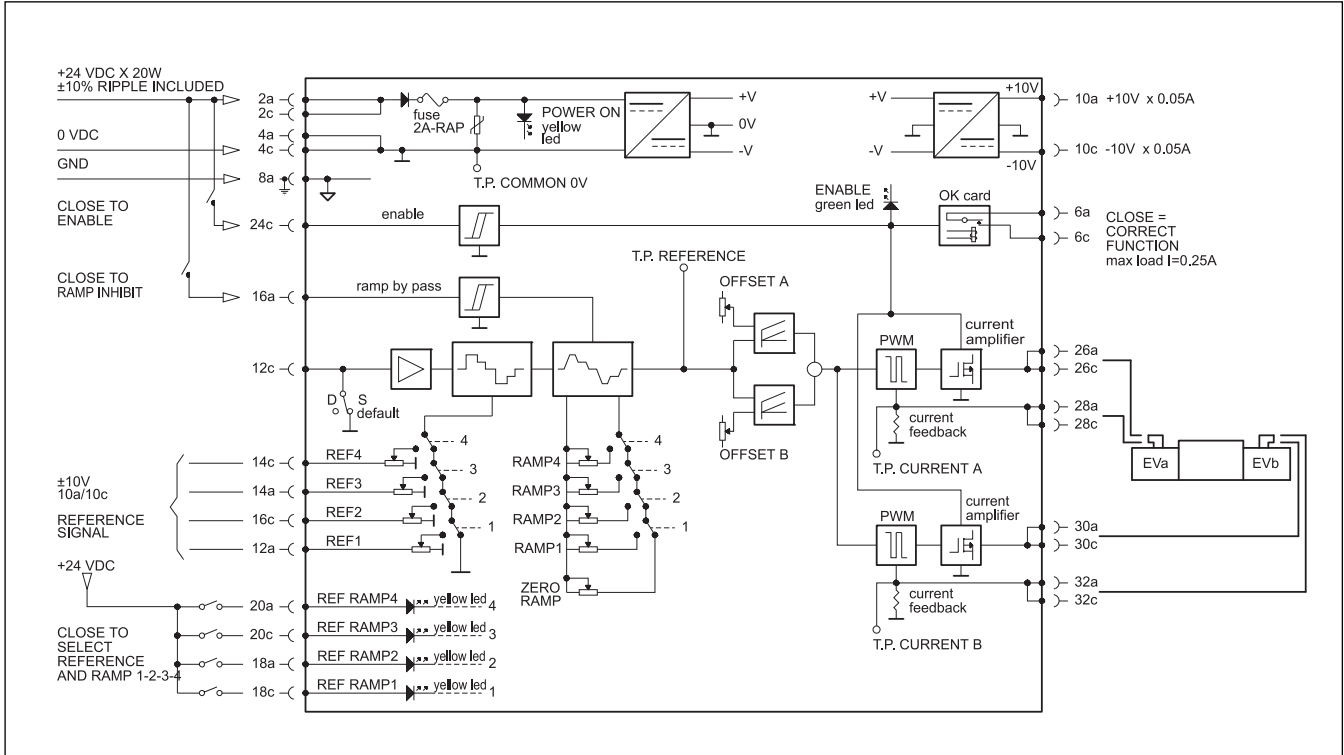 +24 VDC X 20W
±10% RIPPLE INCLUDED
0 VDC
GND
CLOSE TO
ENABLE
CLOSE TO
RAMP INHIBIT
2a
2c
4a
4c
8a
24c
16a
12c
fuse
2A-RAP
POWER ON
yellow
led
T.P. COMMON 0V
+V
0V
-V
+V
-V
+10V
-10V
10a +10V x 0.05A
10c -10V x 0.05A
enable
ENABLE
green led
OK card
6a
6c
CLOSE =
CORRECT
FUNCTION
max load I=0.25A
ramp by pass
T.P. REFERENCE
OFFSET A
OFFSET B
D S
default
PWM
current
amplifier
26a
26c
28a
28c
current
feedback
T.P. CURRENT A
EVa
EVb
±10V
10a/10c
REFERENCE
SIGNAL
14c REF4
14a REF3
16c REF2
12a REF1
4
3
2
1
RAMP4
RAMP3
RAMP2
RAMP1
ZERO
RAMP
4
3
2
1
PWM
current
amplifier
30a
30c
32a
32c
current
feedback
T.P. CURRENT B
+24 VDC
CLOSE TO
SELECT
REFERENCE
AND RAMP 1-2-3-4
20a REF RAMP4 yellow led 4
20c REF RAMP3 yellow led 3
18a REF RAMP2 yellow led 2
18c REF RAMP1 yellow led 1